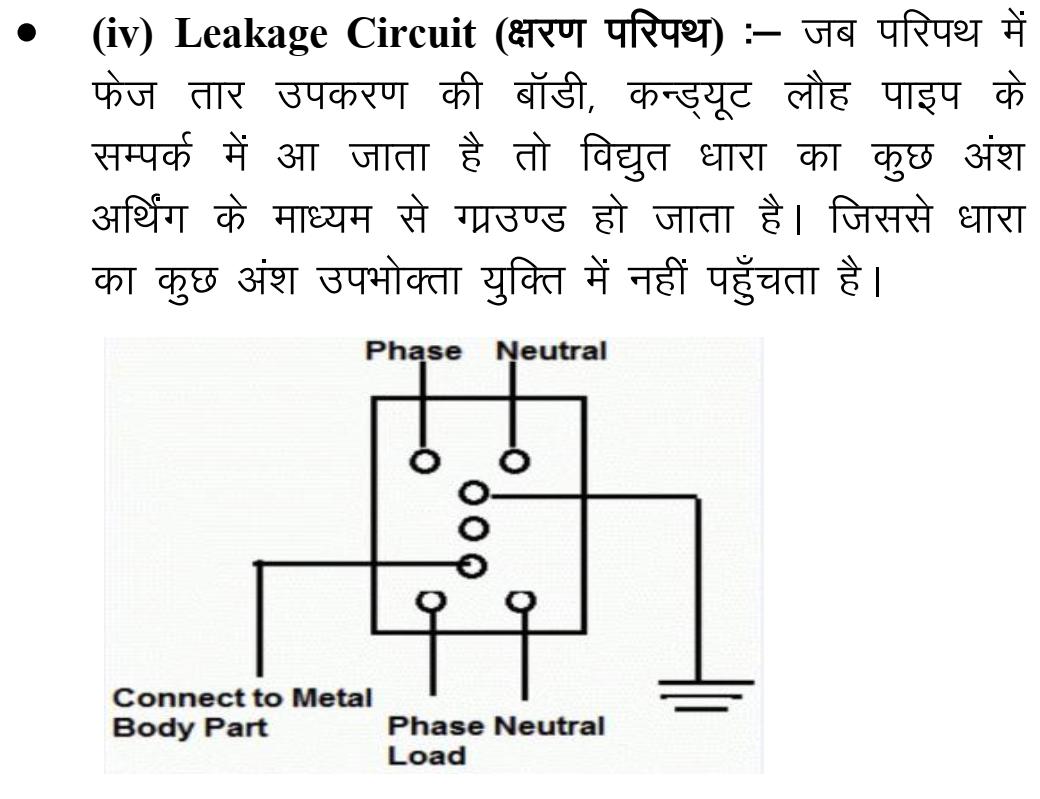 • (iv) Leakage Circuit (क्षरण परिपथ) :– जब परिपथ में
फेज तार उपकरण की बॉडी, कन्ड्यूट लौह पाइप के
सम्पर्क में आ जाता है तो विद्युत धारा का कुछ अंश
अर्थिंग के माध्यम से ग्राउण्ड हो जाता है। जिससे धारा
का कुछ अंश उपभोक्ता युक्ति में नहीं पहुँचता है।
Phase Neutral
Connect to Metal
Body Part
Phase Neutral
Load